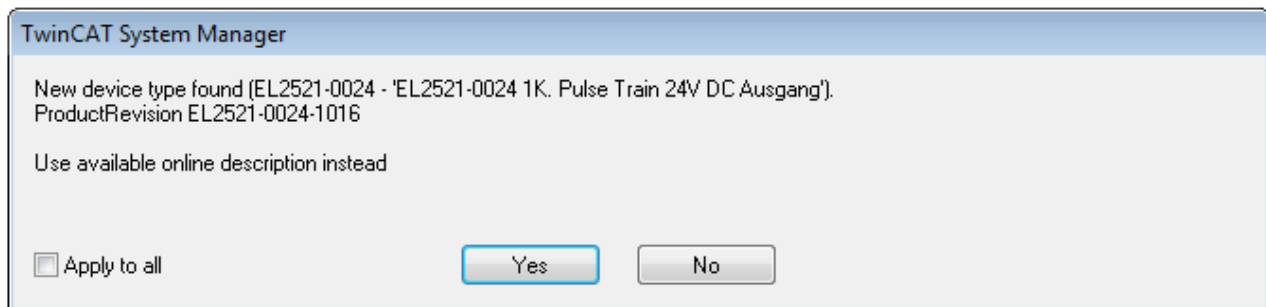 TwinCAT System Manager
New device type found (EL2521-0024 - 'EL2521-0024 1K. Pulse Train 24V DC Ausgang').
ProductRevision EL2521-0024-1016
Use available online description instead
Apply to all
Yes
No